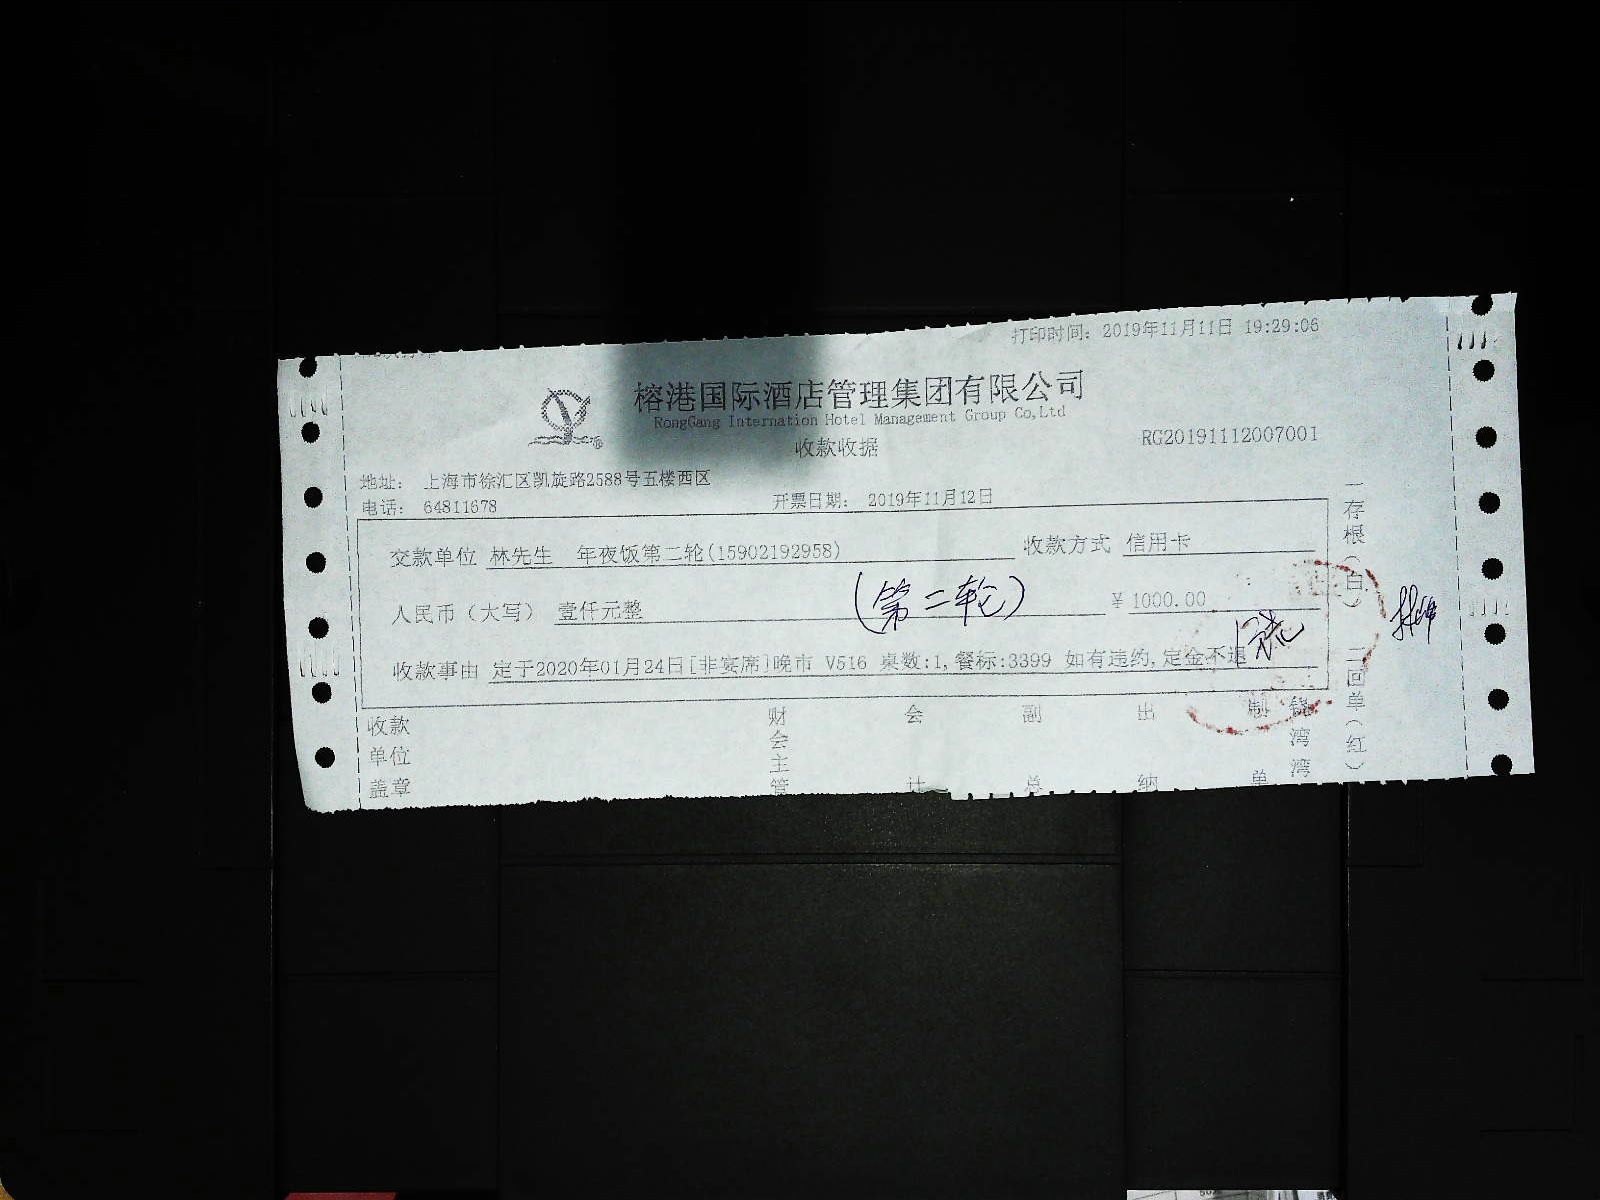 打印时间：2019年11月11日 19:29:06
榕港国际酒店管理集团有限公司
RongGang Internation Hotel Management Group Co,Ltd
收款收据
RG20191112007001
地址： 上海市徐汇区凯旋路2588号五楼西区
电话： 64811678
开票日期： 2019年11月12日
交款单位 林先生 年夜饭第二轮(15902192958) 收款方式 信用卡
人民币（大写） 壹仟元整 (第二轮) ¥ 1000.00
收款事由 定于2020年01月24日[非宴席]晚市 V516 桌数:1,餐标:3399 如有违约,定金不退
收款单位盖章 财会主管 会计 副总 出纳 制单 钱湾湾
一存根（白） 二回单（红）